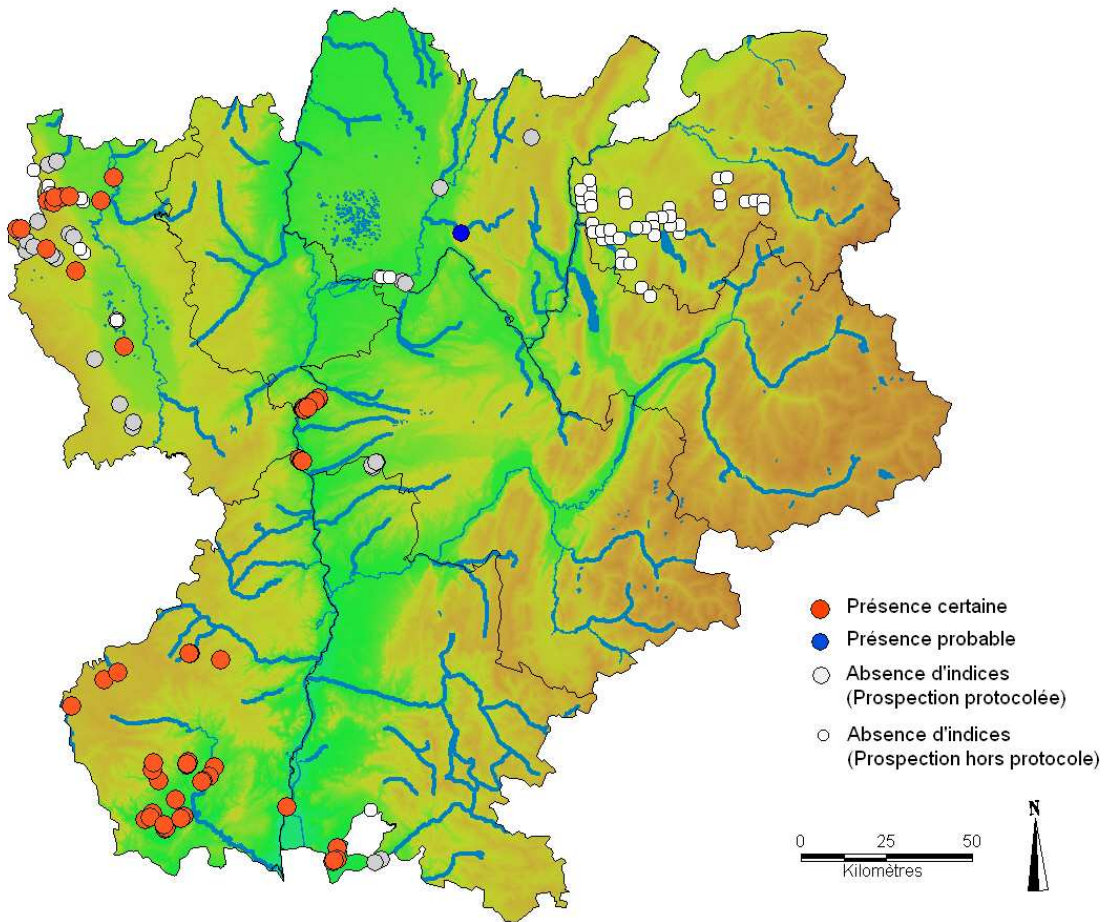 Présence certaine
Présence probable
Absence d'indices
(Prospection protocolée)
Absence d'indices
(Prospection hors protocole)
N
0 25 50
Kilomètres